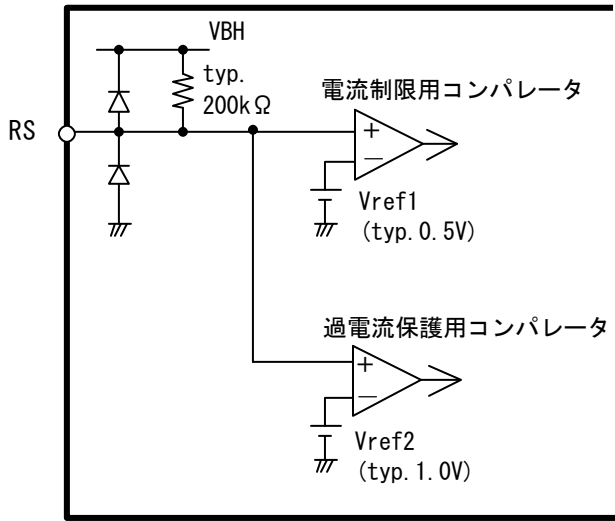 VBH
typ.
200kΩ
RS
電流制限用コンパレータ
+
−
Vref1
(typ.0.5V)
過電流保護用コンパレータ
+
−
Vref2
(typ.1.0V)